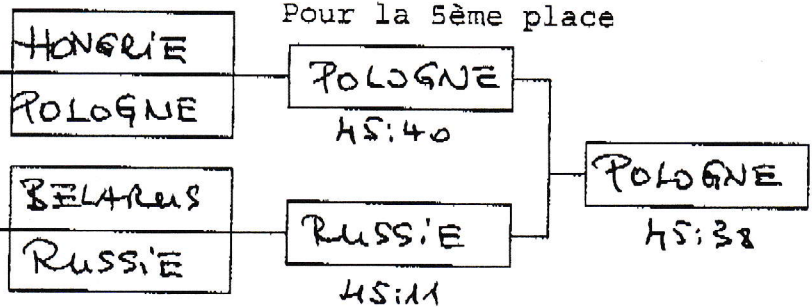 Pour la 5ème place
HONGRIE
POLOGNE
POLOGNE
45:40
BELARUS
RUSSIE
RUSSIE
45:11
POLOGNE
45:38